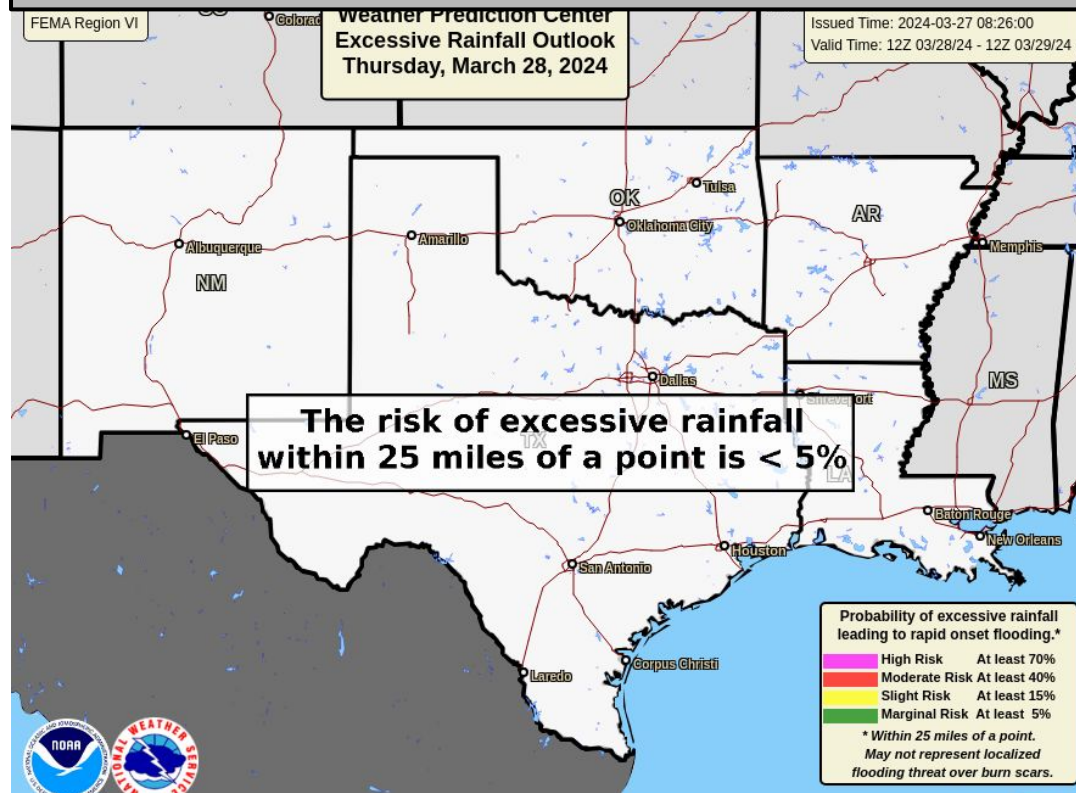 FEMA Region VI
Weather Prediction Center
Excessive Rainfall Outlook
Thursday, March 28, 2024
Issued Time: 2024-03-27 08:26:00
Valid Time: 12Z 03/28/24 - 12Z 03/29/24
Colorad
Tulsa
OK
Oklahoma City
AR
Albuquerque
Amarillo
Memphis
NM
Dallas
MS
Shreveport
The risk of excessive rainfall
within 25 miles of a point is < 5%
El Paso
TX
LA
Baton Rouge
New Orleans
Houston
San Antonio
Corpus Christi
Laredo
Probability of excessive rainfall
leading to rapid onset flooding.*
High Risk At least 70%
Moderate Risk At least 40%
Slight Risk At least 15%
Marginal Risk At least 5%
* Within 25 miles of a point.
May not represent localized
flooding threat over burn scars.
NOAA
NATIONAL WEATHER SERVICE